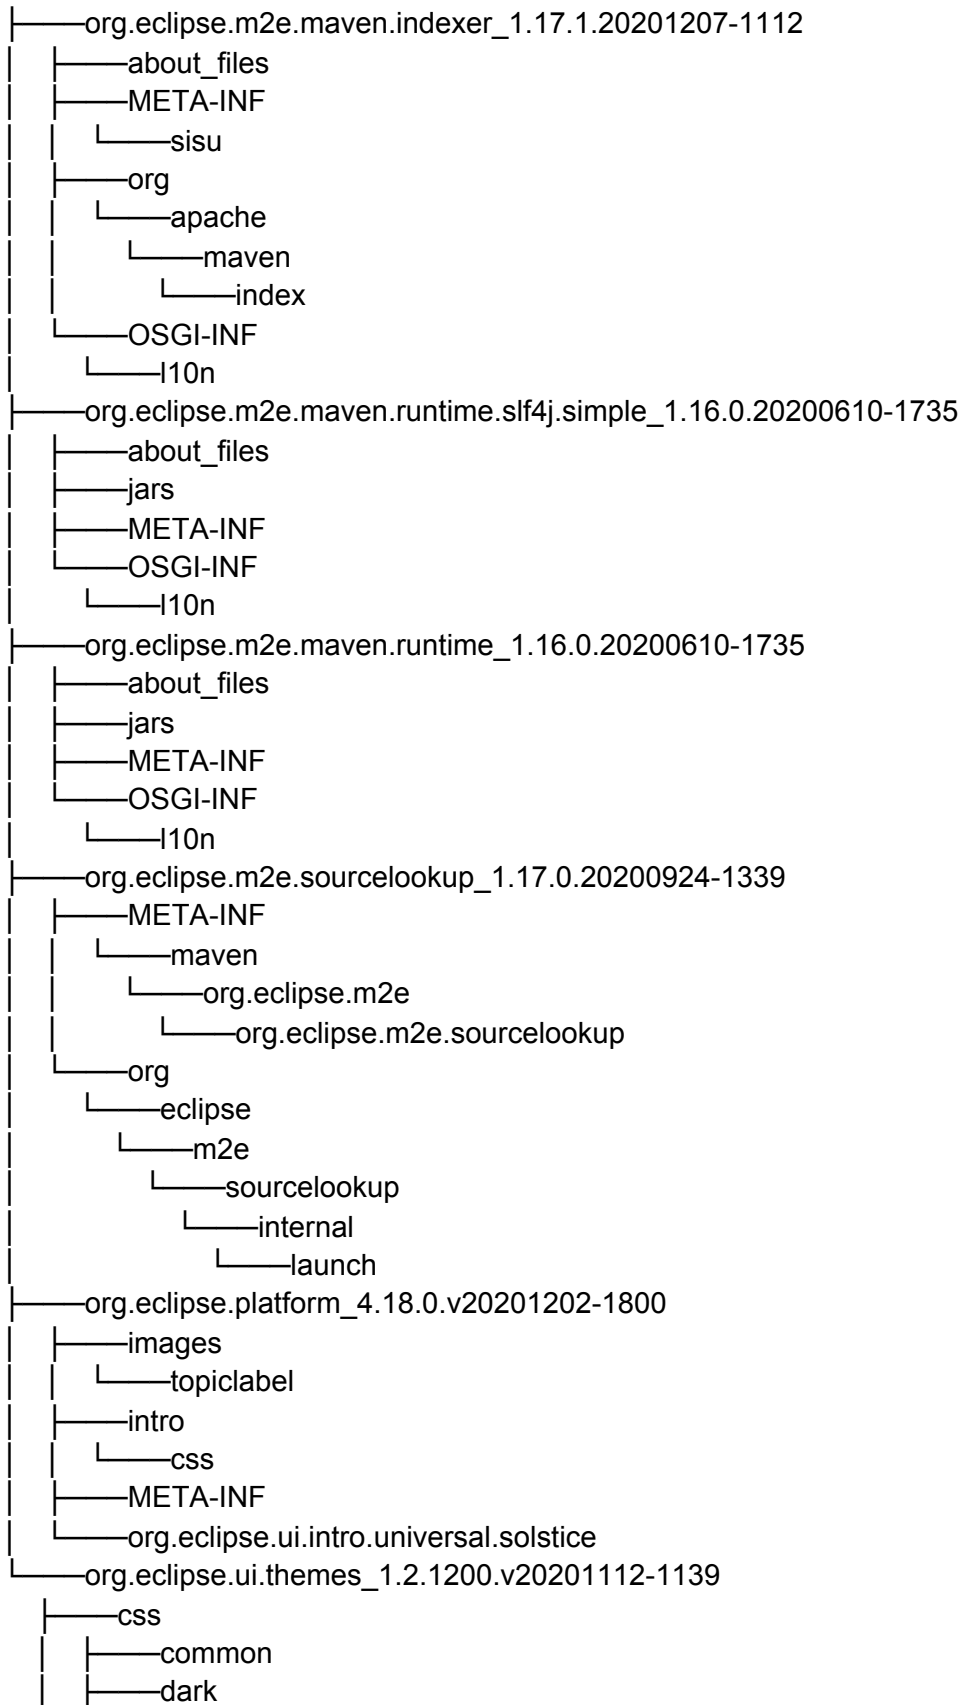 ├───org.eclipse.m2e.maven.indexer_1.17.1.20201207-1112
│   ├───about_files
│   ├───META-INF
│   │   └───sisu
│   ├───org
│   │   └───apache
│   │       └───maven
│   │           └───index
│   └───OSGI-INF
│       └───l10n
├───org.eclipse.m2e.maven.runtime.slf4j.simple_1.16.0.20200610-1735
│   ├───about_files
│   ├───jars
│   ├───META-INF
│   └───OSGI-INF
│       └───l10n
├───org.eclipse.m2e.maven.runtime_1.16.0.20200610-1735
│   ├───about_files
│   ├───jars
│   ├───META-INF
│   └───OSGI-INF
│       └───l10n
├───org.eclipse.m2e.sourcelookup_1.17.0.20200924-1339
│   ├───META-INF
│   │   └───maven
│   │       └───org.eclipse.m2e
│   │           └───org.eclipse.m2e.sourcelookup
│   └───org
│       └───eclipse
│           └───m2e
│               └───sourcelookup
│                   └───internal
│                       └───launch
├───org.eclipse.platform_4.18.0.v20201202-1800
│   ├───images
│   │   └───topiclabel
│   ├───intro
│   │   └───css
│   ├───META-INF
│   └───org.eclipse.ui.intro.universal.solstice
└───org.eclipse.ui.themes_1.2.1200.v20201112-1139
    ├───css
    │   ├───common
    │   ├───dark